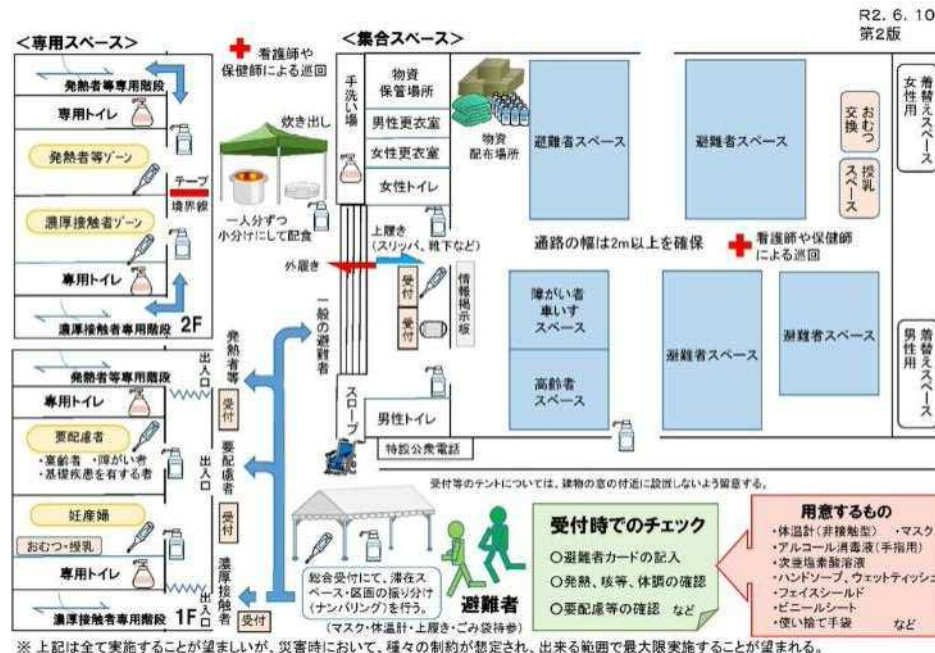 R2. 6. 10
第2版
＜専用スペース＞
発熱者等専用階段
専用トイレ
発熱者等ゾーン
テープ
境界線
濃厚接触者ゾーン
専用トイレ
濃厚接触者専用階段
2F
発熱者等専用階段
専用トイレ
要配慮者
・高齢者 ・障がい者
・基礎疾患を有する者
妊産婦
おむつ・授乳
専用トイレ
濃厚接触者専用階段
1F
出入口
出入口
出入口
発熱者等
受付
要配慮者
受付
濃厚接触者
受付
看護師や
保健師による巡回
炊き出し
一人分ずつ
小分けにして配食
一般の避難者
＜集合スペース＞
手洗い場
物資
保管場所
男性更衣室
女性更衣室
女性トイレ
物資
配布場所
外履き
上履き
(スリッパ、靴下など)
受付
受付
情報掲示板
スロープ
男性トイレ
特設公衆電話
避難者スペース
避難者スペース
おむつ
交換
授乳
スペース
着替えスペース
女性用
通路の幅は2m以上を確保
看護師や保健師
による巡回
障がい者
車いす
スペース
高齢者
スペース
避難者スペース
避難者スペース
着替えスペース
男性用
受付等のテントについては、建物の窓の付近に設置しないよう留意する。
総合受付にて、滞在ス
ペース・区画の振り分け
(ナンバリング)を行う。
避難者
(マスク・体温計・上履き・ごみ袋持参)
受付時でのチェック
○避難者カードの記入
○発熱、核等、体調の確認
○要配慮等の確認 など
用意するもの
・体温計(非接触型) ・マスク
・アルコール消毒液(手指用)
・次亜塩素酸溶液
・ハンドソープ、ウェットティッシュ
・フェイスシールド
・ビニールシート
・使い捨て手袋 など
※ 上記は全て実施することが望ましいが、災害時において、種々の制約が想定され、出来る範囲で最大限実施することが望まれる。